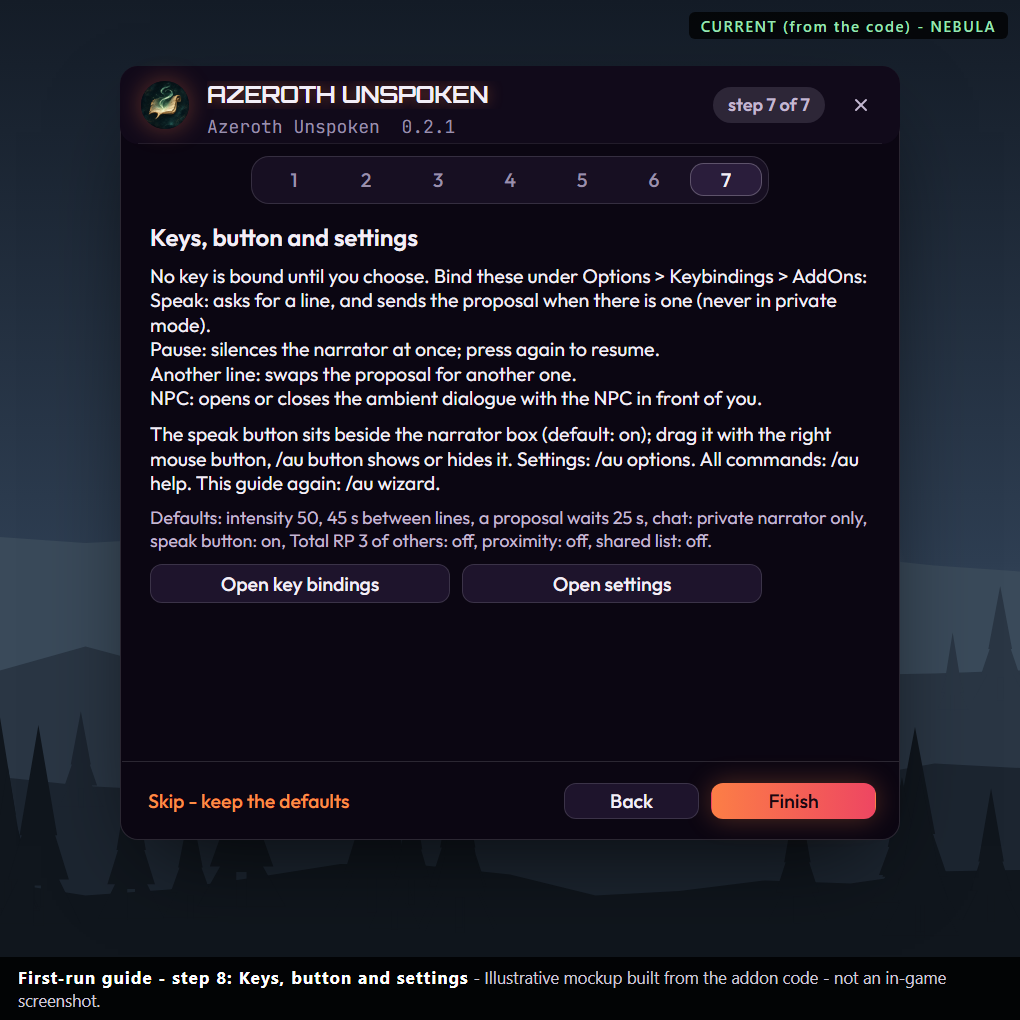 CURRENT (from the code) - NEBULA
AZEROTH UNSPOKEN
Azeroth Unspoken 0.2.1
step 7 of 7
×
1 2 3 4 5 6 7
Keys, button and settings
No key is bound until you choose. Bind these under Options > Keybindings > AddOns:
Speak: asks for a line, and sends the proposal when there is one (never in private
mode).
Pause: silences the narrator at once; press again to resume.
Another line: swaps the proposal for another one.
NPC: opens or closes the ambient dialogue with the NPC in front of you.
The speak button sits beside the narrator box (default: on); drag it with the right
mouse button, /au button shows or hides it. Settings: /au options. All commands: /au
help. This guide again: /au wizard.
Defaults: intensity 50, 45 s between lines, a proposal waits 25 s, chat: private narrator only,
speak button: on, Total RP 3 of others: off, proximity: off, shared list: off.
Open key bindings
Open settings
Skip - keep the defaults
Back
Finish
First-run guide - step 8: Keys, button and settings - Illustrative mockup built from the addon code - not an in-game
screenshot.